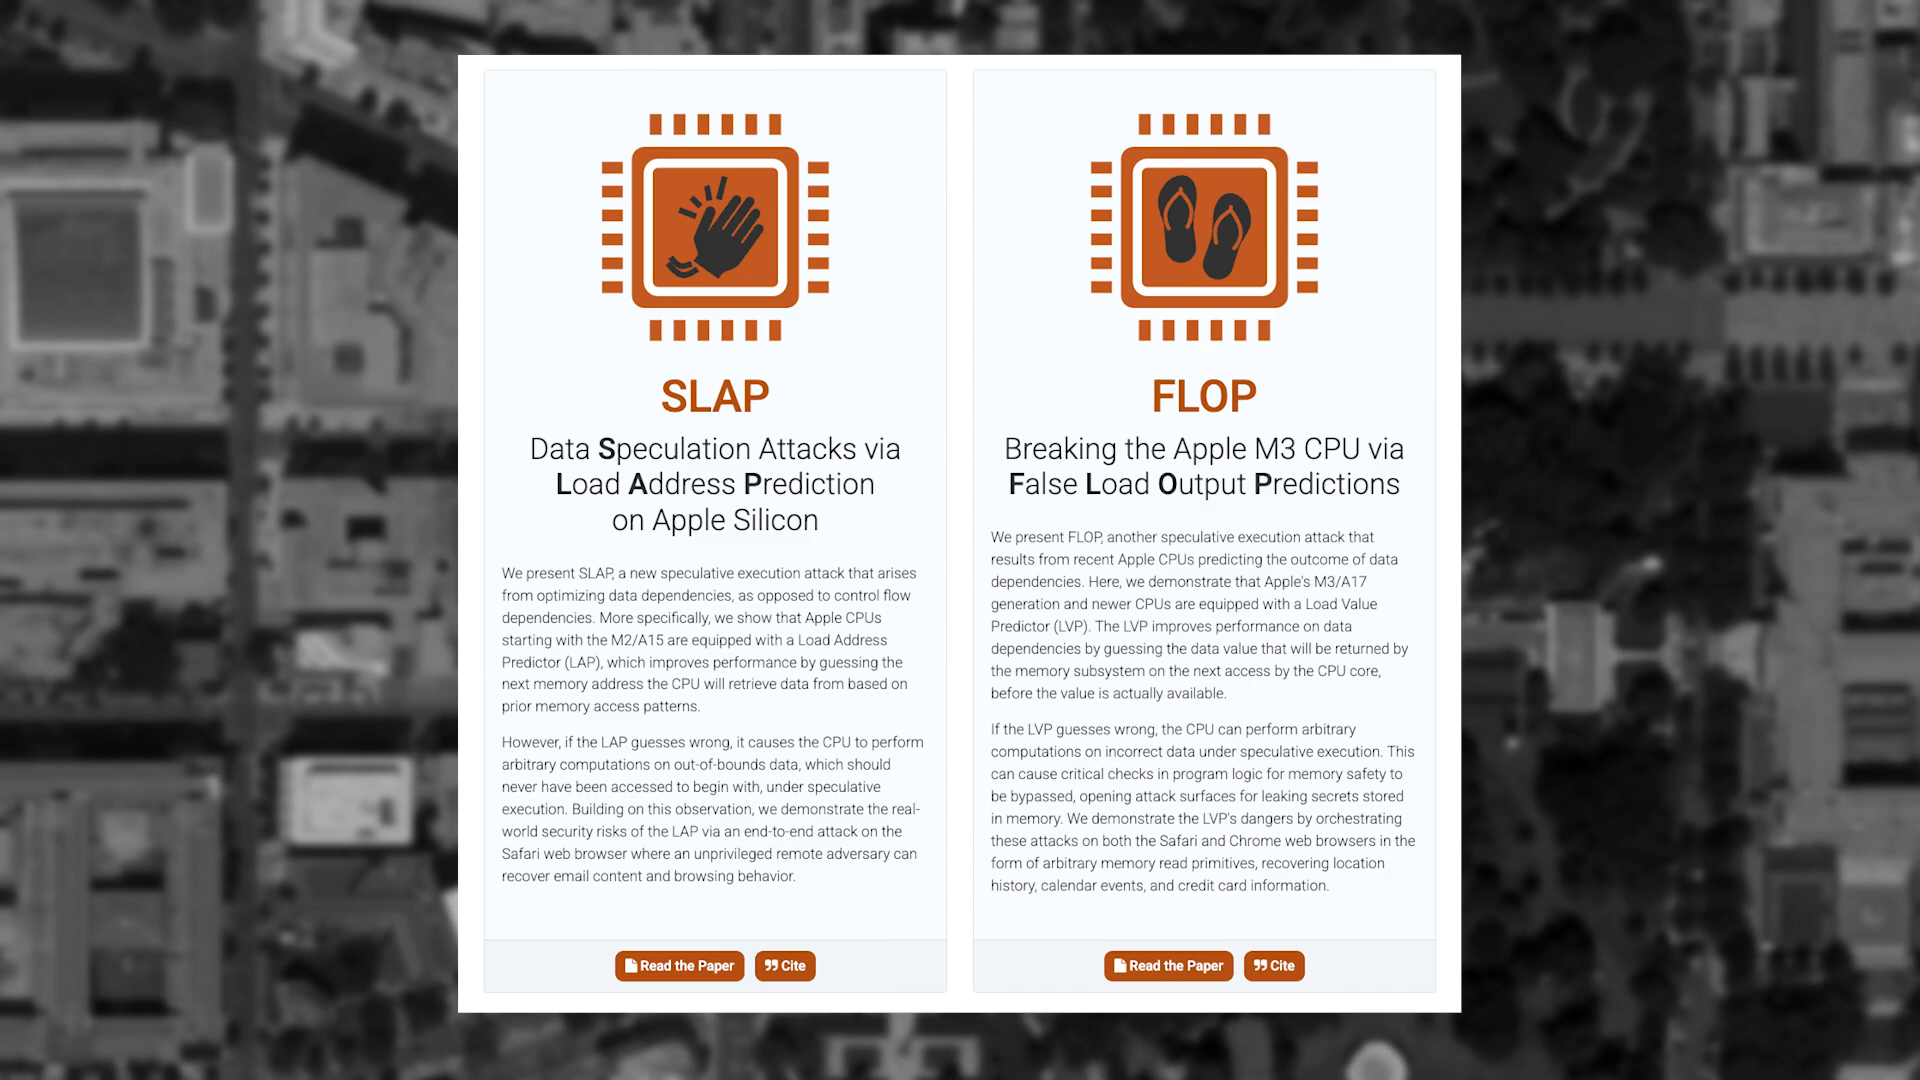 SLAP
Data Speculation Attacks via
Load Address Prediction
on Apple Silicon
We present SLAP, a new speculative execution attack that arises
from optimizing data dependencies, as opposed to control flow
dependencies. More specifically, we show that Apple CPUs
starting with the M2/A15 are equipped with a Load Address
Predictor (LAP), which improves performance by guessing the
next memory address the CPU will retrieve data from based on
prior memory access patterns.
However, if the LAP guesses wrong, it causes the CPU to perform
arbitrary computations on out-of-bounds data, which should
never have been accessed to begin with, under speculative
execution. Building on this observation, we demonstrate the real-
world security risks of the LAP via an end-to-end attack on the
Safari web browser where an unprivileged remote adversary can
recover email content and browsing behavior.
Read the Paper
Cite
FLOP
Breaking the Apple M3 CPU via
False Load Output Predictions
We present FLOP, another speculative execution attack that
results from recent Apple CPUs predicting the outcome of data
dependencies. Here, we demonstrate that Apple's M3/A17
generation and newer CPUs are equipped with a Load Value
Predictor (LVP). The LVP improves performance on data
dependencies by guessing the data value that will be returned by
the memory subsystem on the next access by the CPU core,
before the value is actually available.
If the LVP guesses wrong, the CPU can perform arbitrary
computations on incorrect data under speculative execution. This
can cause critical checks in program logic for memory safety to
be bypassed, opening attack surfaces for leaking secrets stored
in memory. We demonstrate the LVP's dangers by orchestrating
these attacks on both the Safari and Chrome web browsers in the
form of arbitrary memory read primitives, recovering location
history, calendar events, and credit card information.
Read the Paper
Cite